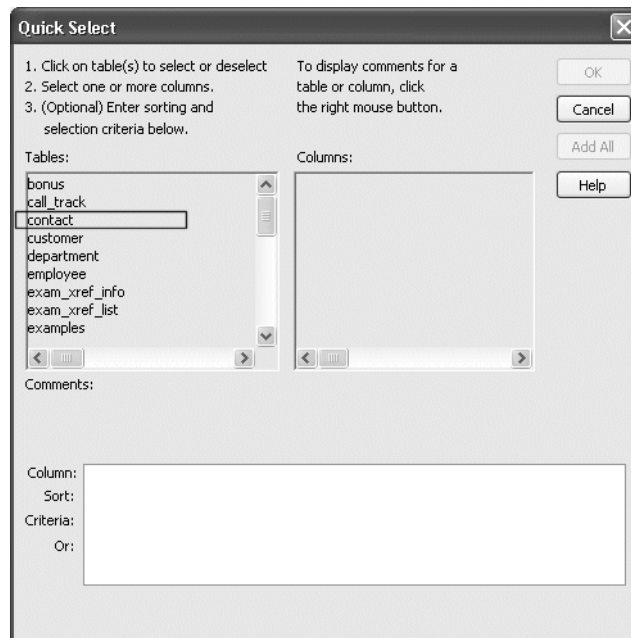 Quick Select
1. Click on table(s) to select or deselect
2. Select one or more columns.
3. (Optional) Enter sorting and
selection criteria below.
To display comments for a
table or column, click
the right mouse button.
OK
Cancel
Add All
Help
Tables:
bonus
call_track
contact
customer
department
employee
exam_xref_info
exam_xref_list
examples
Columns:
Comments:
Column:
Sort:
Criteria:
Or: